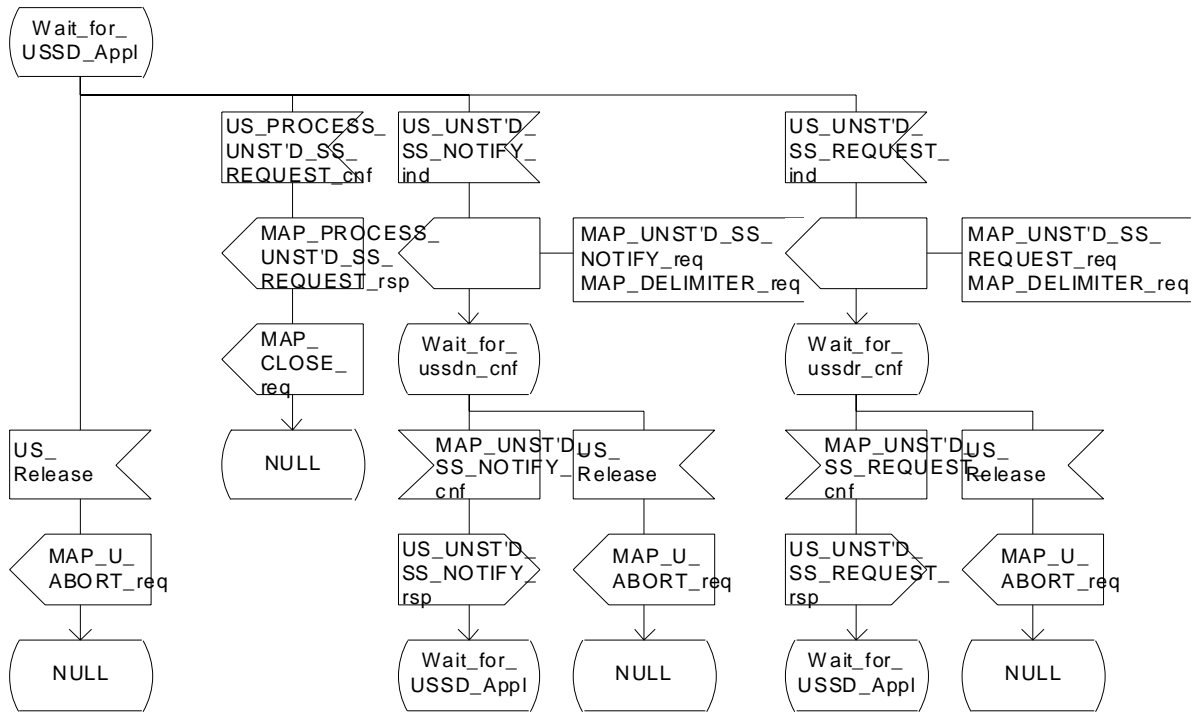 Wait_for_
USSD_Appl
US_PROCESS_
UNST'D_SS_
REQUEST_cnf
US_UNST'D_
SS_NOTIFY_
ind
US_UNST'D_
SS_REQUEST_
ind
MAP_PROCESS_
UNST'D_SS_
REQUEST_rsp
MAP_UNST'D_SS_
NOTIFY_req
MAP_DELIMITER_req
MAP_UNST'D_SS_
REQUEST_req
MAP_DELIMITER_req
MAP_
CLOSE_
req
Wait_for_
ussdn_cnf
Wait_for_
ussdr_cnf
US_
Release
NULL
MAP_UNST'D_
SS_NOTIFY_
cnf
US_
Release
MAP_UNST'D_
SS_REQUEST_
cnf
US_
Release
MAP_U_
ABORT_req
US_UNST'D_
SS_NOTIFY_
rsp
MAP_U_
ABORT_req
US_UNST'D_
SS_REQUEST_
rsp
MAP_U_
ABORT_req
NULL
Wait_for_
USSD_Appl
NULL
Wait_for_
USSD_Appl
NULL